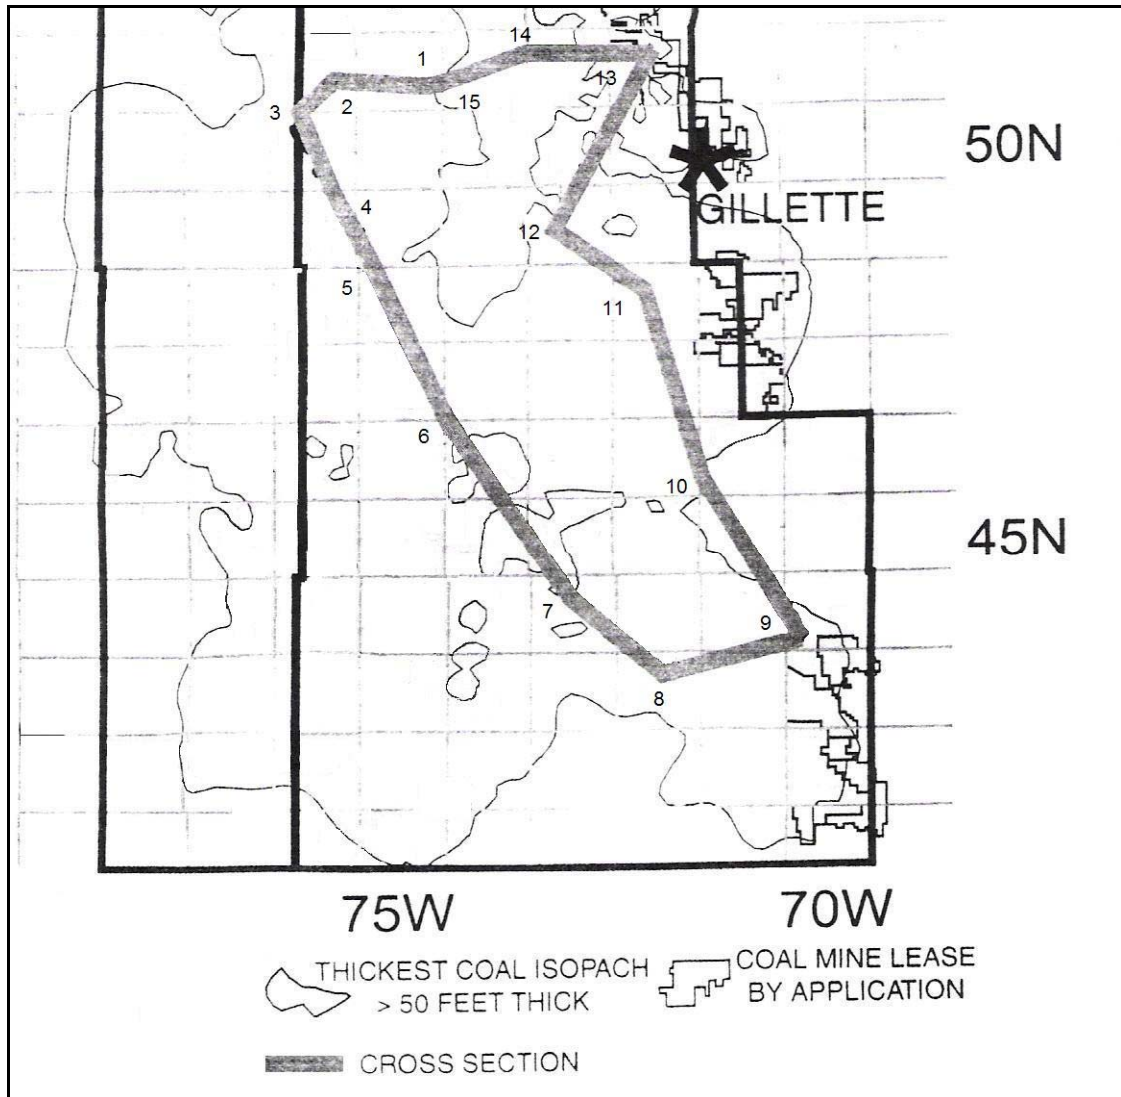 14
1
13
3
2
15
50N
GILLETTE
4
12
5
11
6
10
45N
7
9
8
75W
70W
THICKEST COAL ISOPACH
> 50 FEET THICK
COAL MINE LEASE
BY APPLICATION
CROSS SECTION